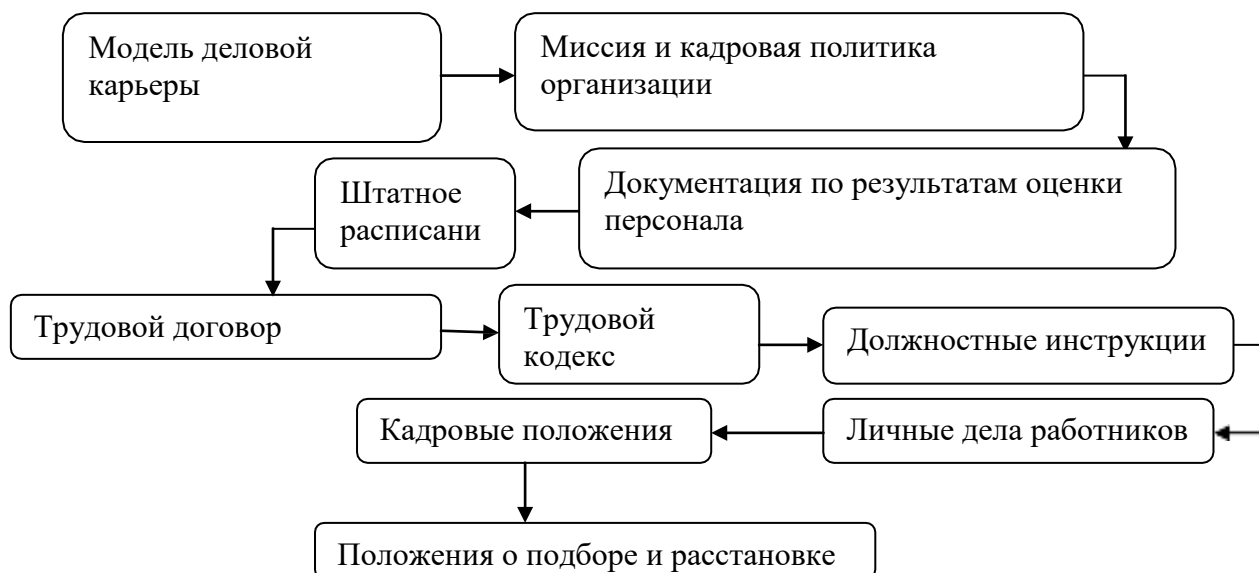 Модель деловой
карьеры
Миссия и кадровая политика
организации
Документация по результатам оценки
персонала
Штатное
расписани
Трудовой договор
Трудовой
кодекс
Должностные инструкции
Личные дела работников
Кадровые положения
Положения о подборе и расстановке